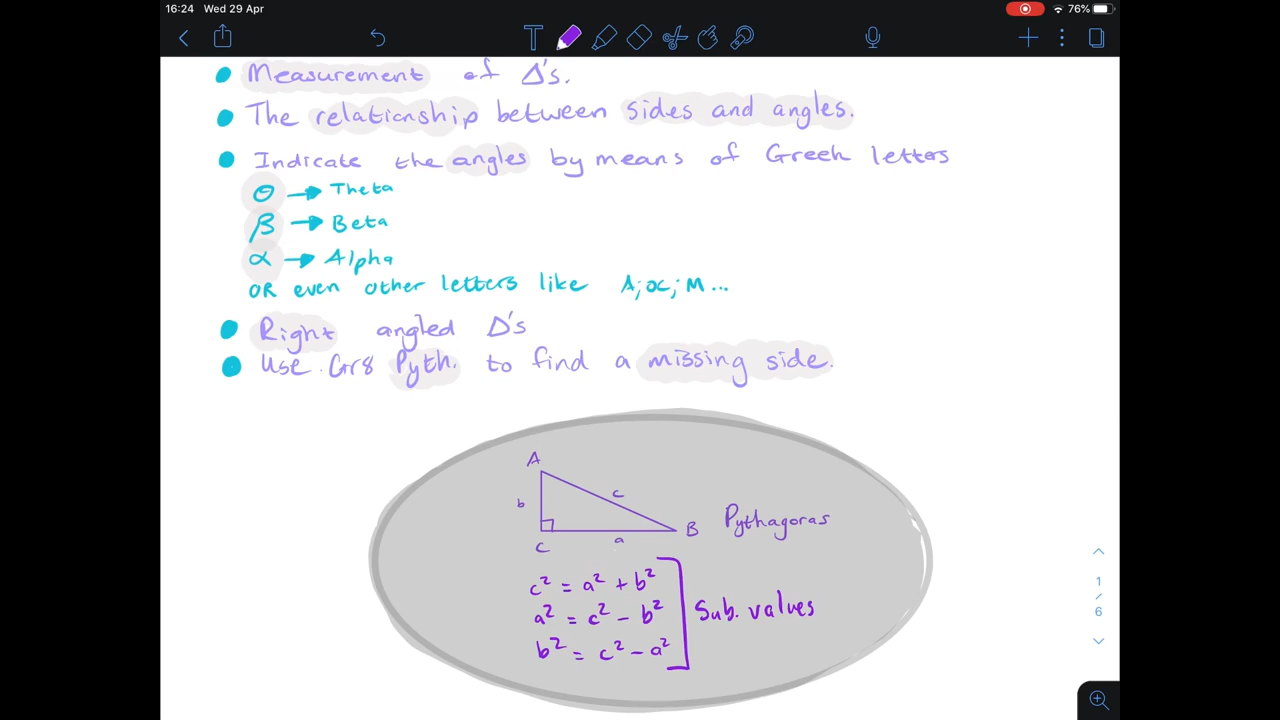 16:24 Wed 29 Apr 76%
Measurement of Δ's.
The relationship between sides and angles.
Indicate the angles by means of Greek letters
θ → Theta
β → Beta
α → Alpha
OR even other letters like A; x; M...
Right angled Δ's
Use Gr8 Pyth. to find a missing side.
A
b
c
C
a
B
Pythagoras
c² = a² + b²
a² = c² - b²
b² = c² - a²
Sub. values
1
/
6